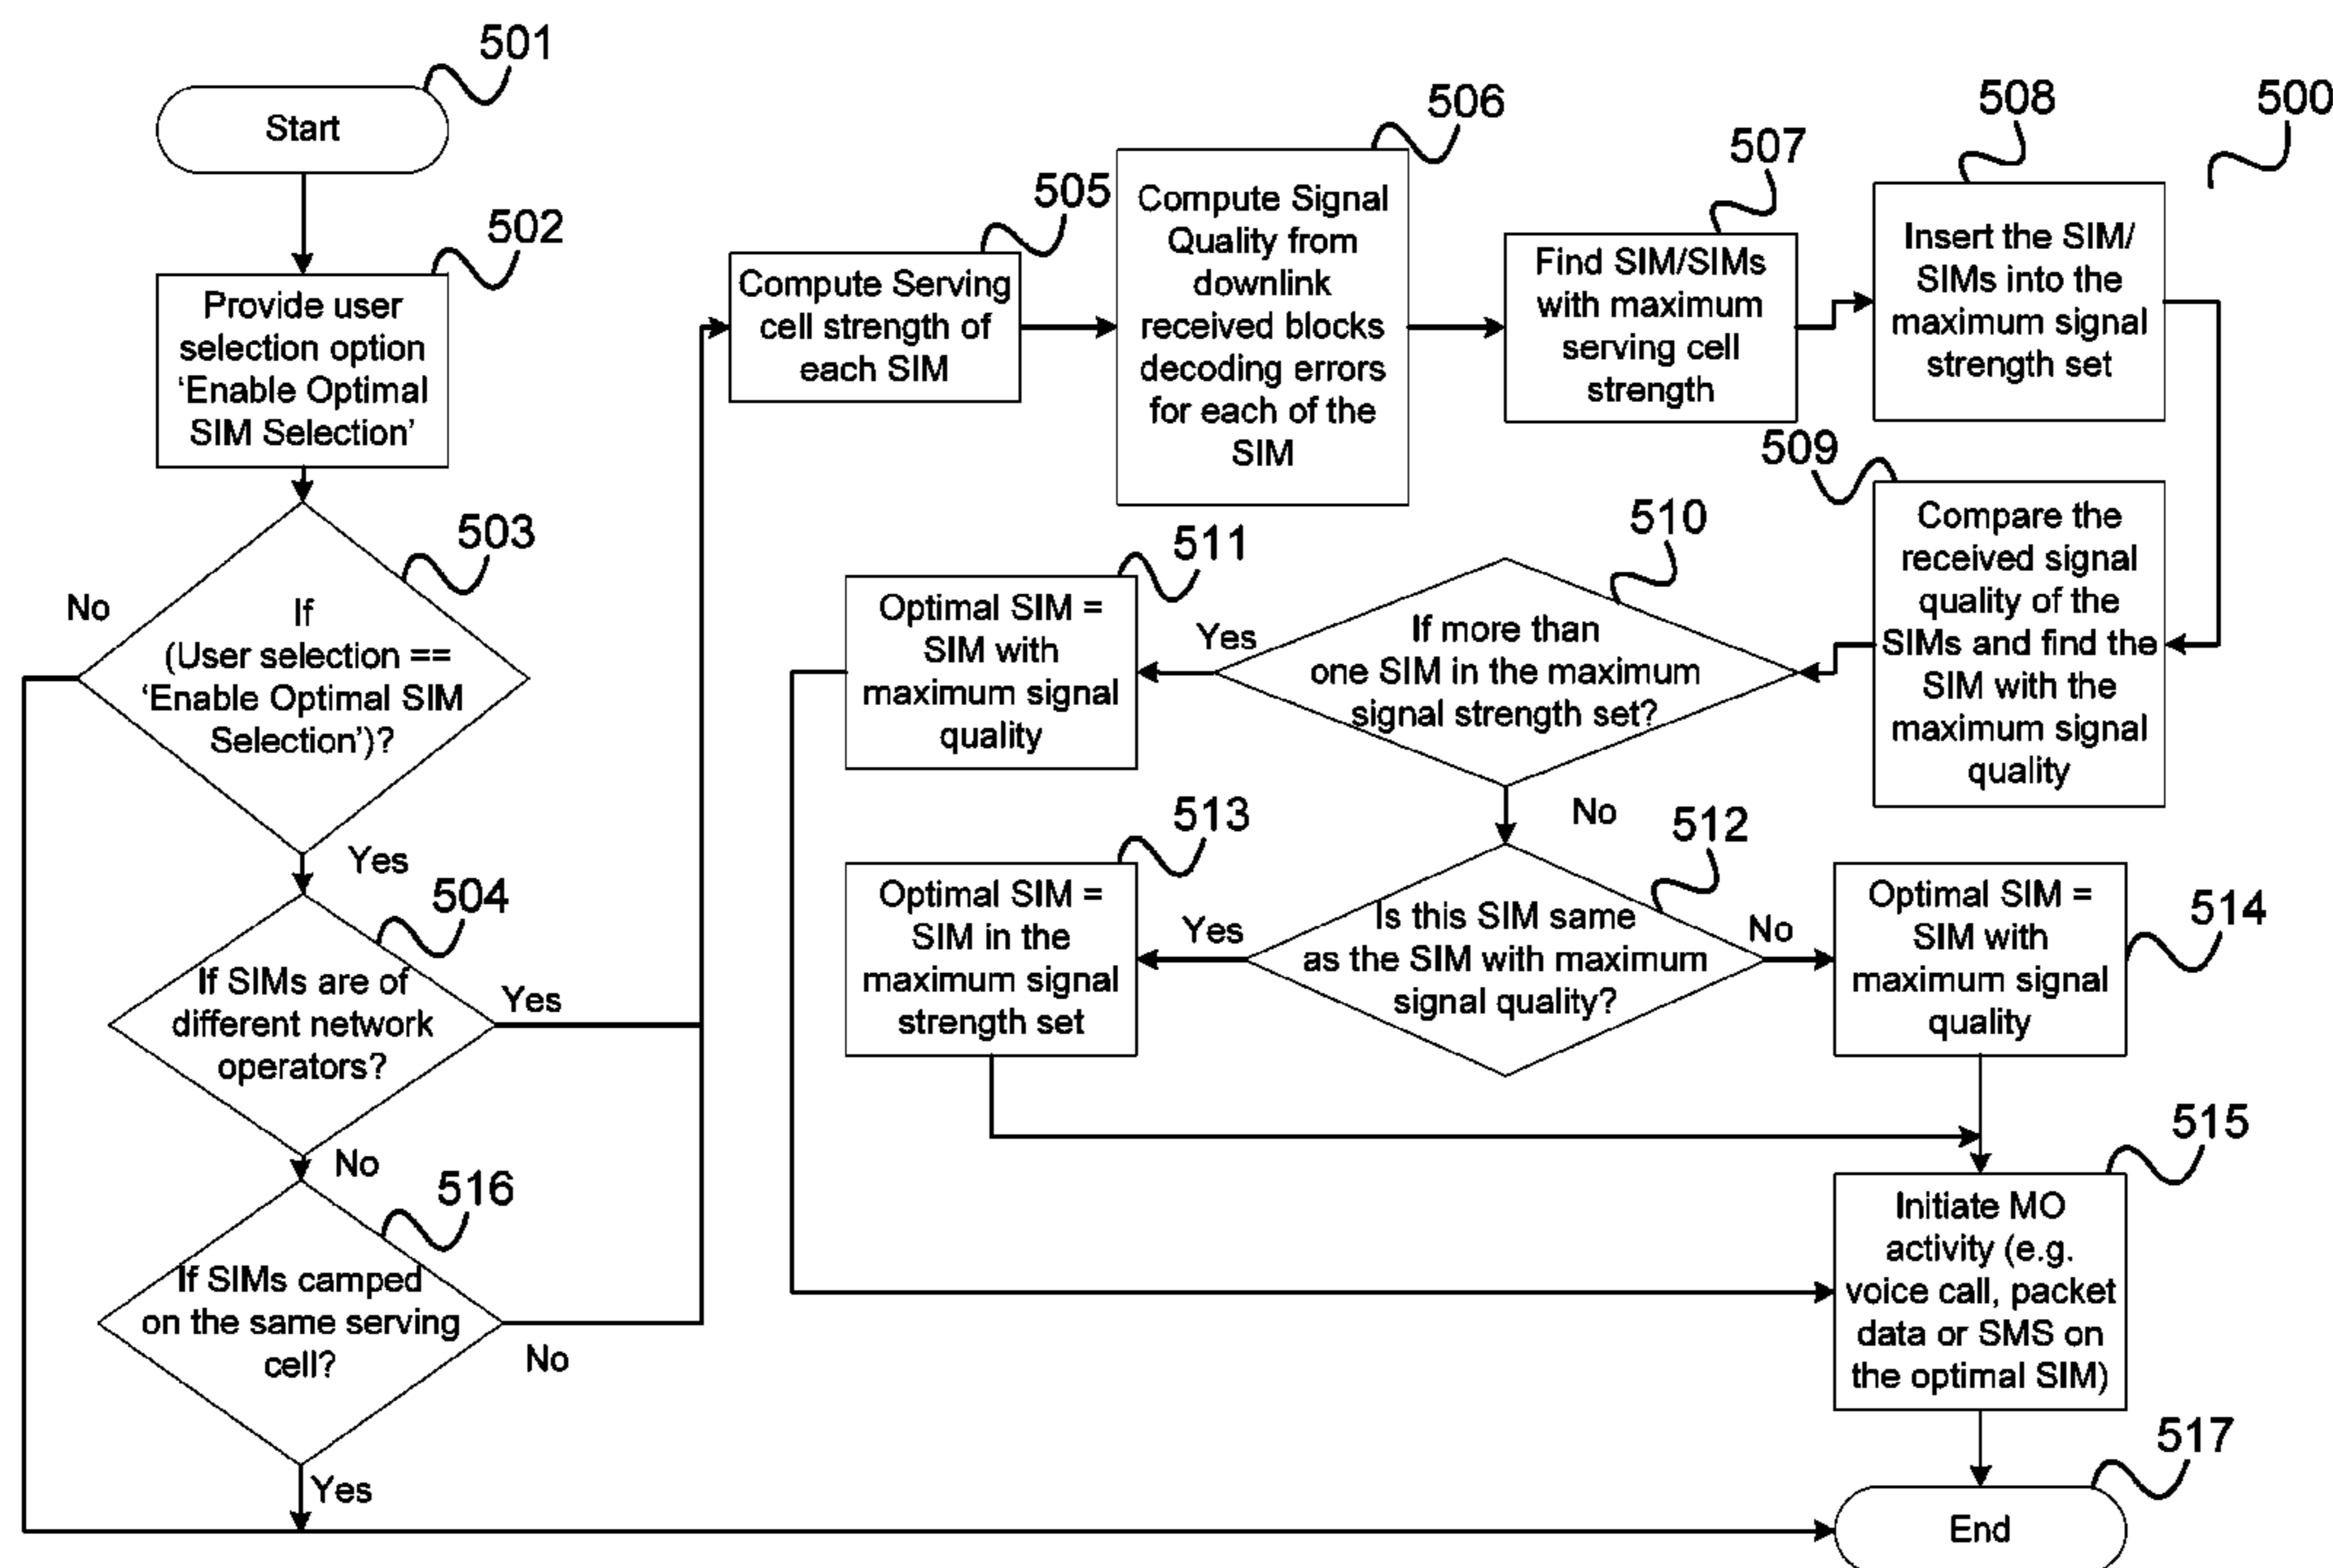 501
Start
502
Provide user
selection option
‘Enable Optimal
SIM Selection’
503
If
(User selection ==
‘Enable Optimal SIM
Selection’)?
No
Yes
504
If SIMs are of
different network
operators?
Yes
No
516
If SIMs camped
on the same serving
cell?
No
Yes
505
Compute Serving
cell strength of
each SIM
506
Compute Signal
Quality from
downlink
received blocks
decoding errors
for each of the
SIM
507
Find SIM/SIMs
with maximum
serving cell
strength
508
Insert the SIM/
SIMs into the
maximum signal
strength set
500
509
Compare the
received signal
quality of the
SIMs and find the
SIM with the
maximum signal
quality
510
If more than
one SIM in the maximum
signal strength set?
Yes
No
511
Optimal SIM =
SIM with
maximum signal
quality
512
Is this SIM same
as the SIM with maximum
signal quality?
Yes
No
513
Optimal SIM =
SIM in the
maximum signal
strength set
514
Optimal SIM =
SIM with
maximum signal
quality
515
Initiate MO
activity (e.g.
voice call, packet
data or SMS on
the optimal SIM)
517
End